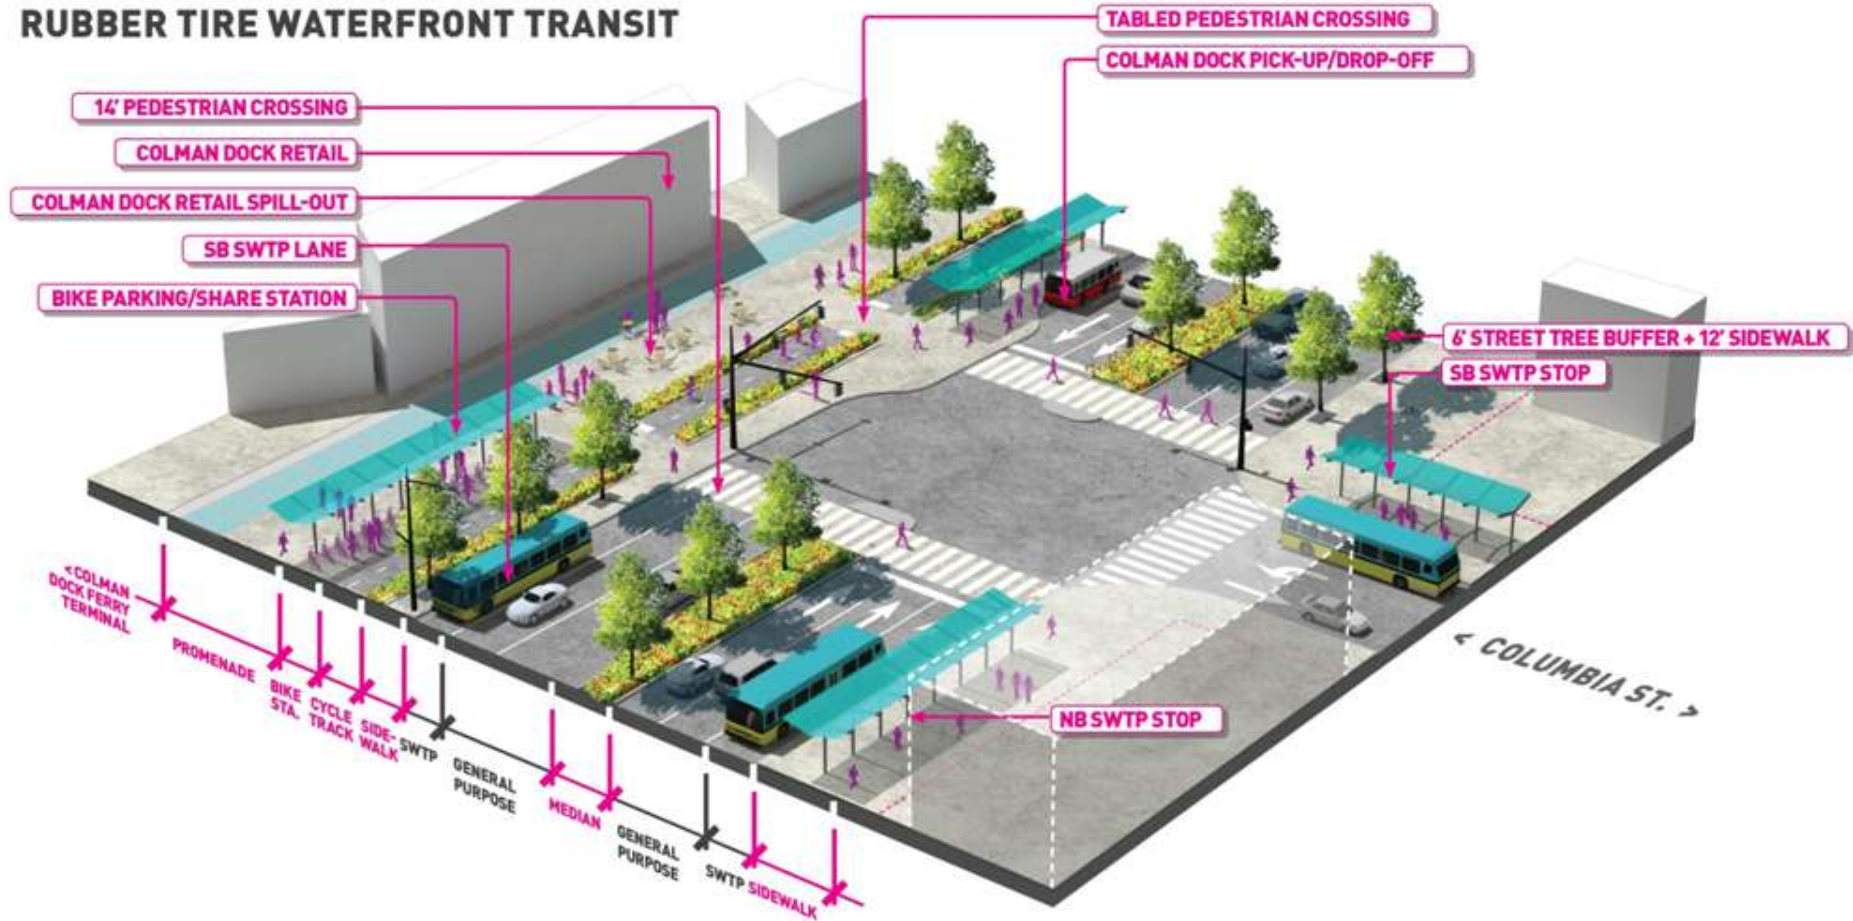 RUBBER TIRE WATERFRONT TRANSIT
TABLED PEDESTRIAN CROSSING
COLMAN DOCK PICK-UP/DROP-OFF
14' PEDESTRIAN CROSSING
COLMAN DOCK RETAIL
COLMAN DOCK RETAIL SPILL-OUT
SB SWTP LANE
BIKE PARKING/SHARE STATION
6' STREET TREE BUFFER + 12' SIDEWALK
SB SWTP STOP
NB SWTP STOP
< COLUMBIA ST. >
< COLMAN
DOCK FERRY
TERMINAL
PROMENADE
BIKE
STA.
CYCLE
TRACK
SIDE-
WALK
SWTP
GENERAL
PURPOSE
MEDIAN
GENERAL
PURPOSE
SWTP
SIDEWALK